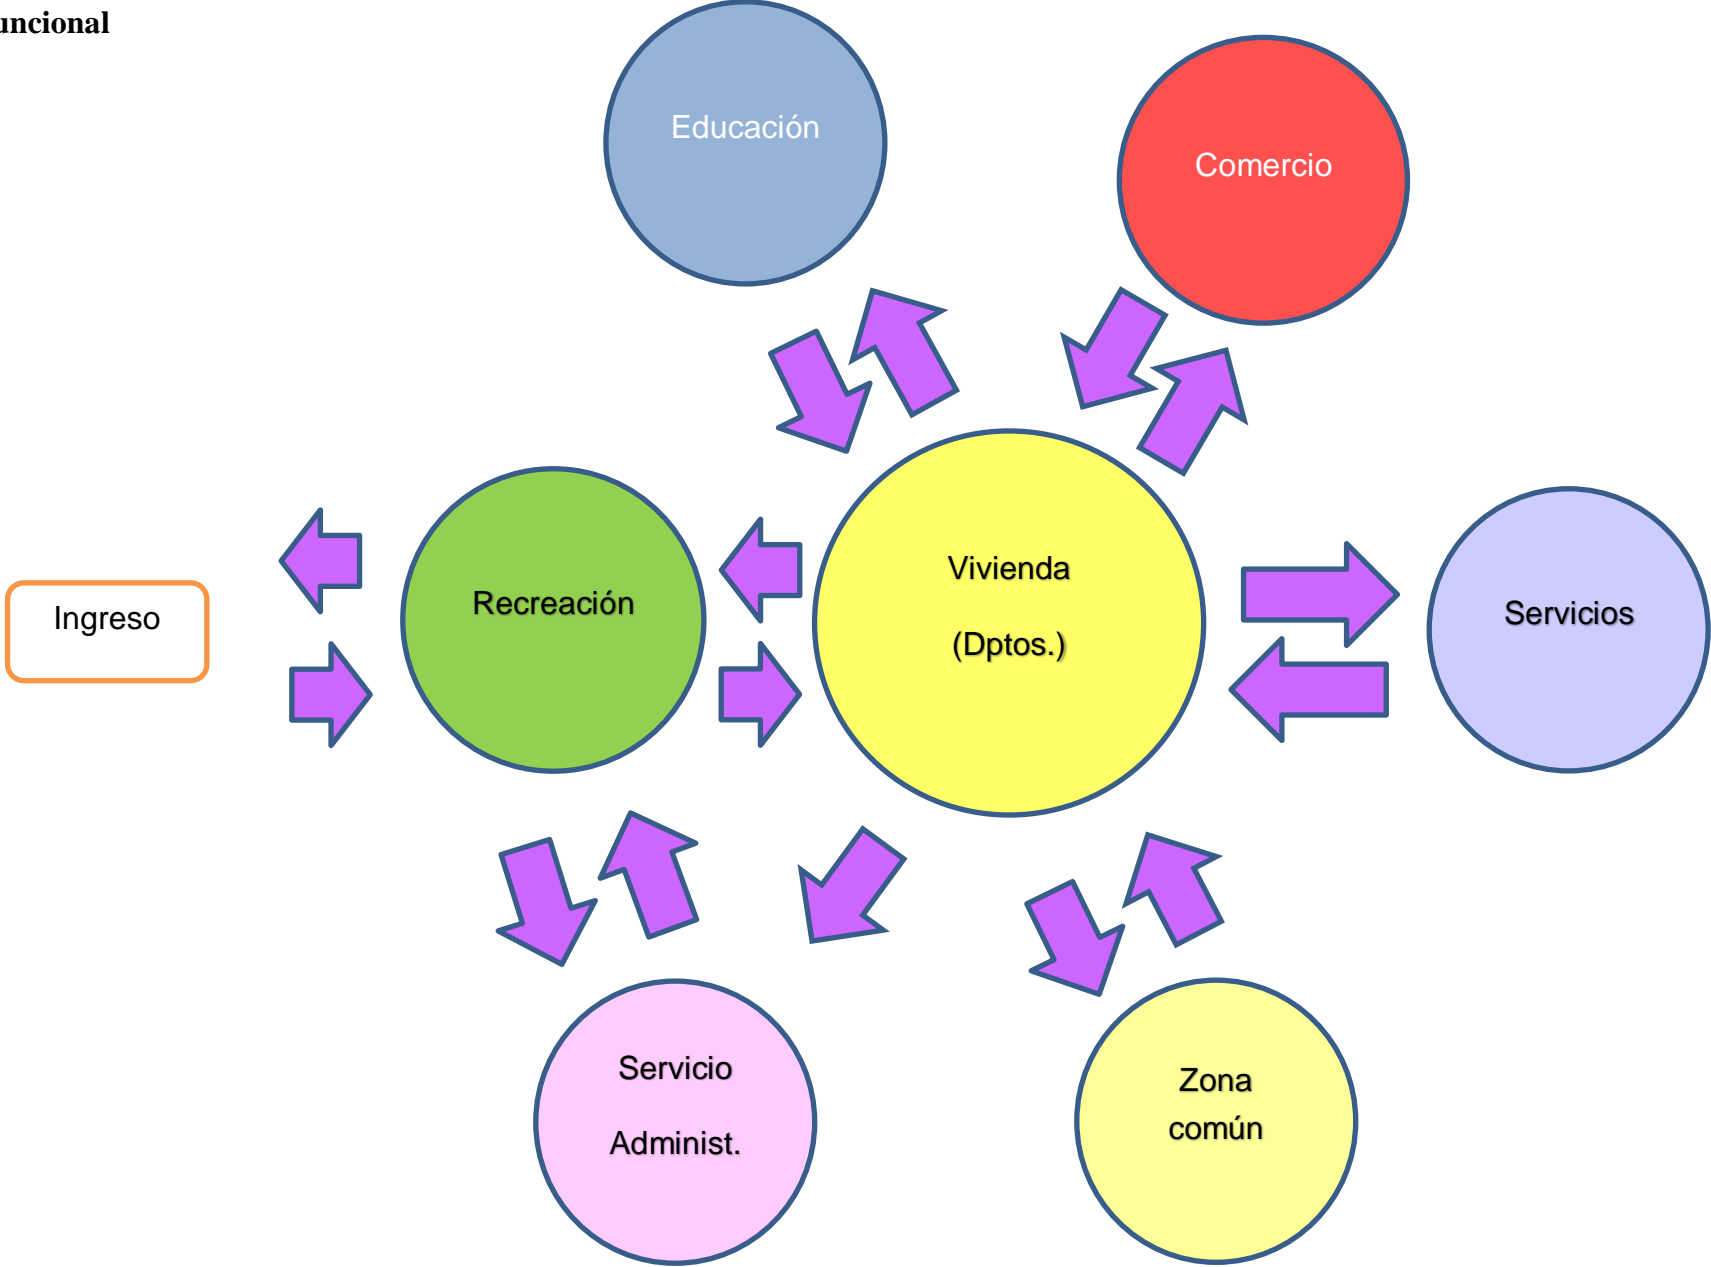 uncional
Educación
Comercio
Vivienda
(Dptos.)
Recreación
Servicios
Ingreso
Servicio
Administ.
Zona
común